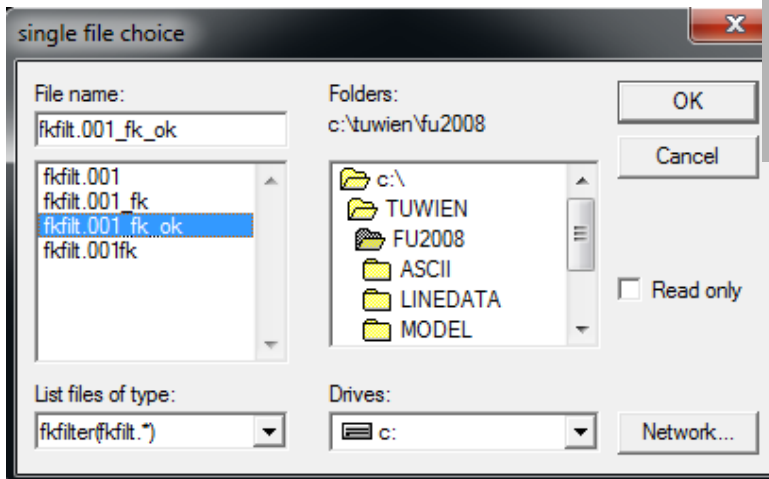 single file choice
File name:
fkfilt.001_fk_ok
fkfilt.001
fkfilt.001_fk
fkfilt.001_fk_ok
fkfilt.001fk
List files of type:
fkfilter(fkfilt.*)
Folders:
c:\tuwien\fu2008
c:\
TUWIEN
FU2008
ASCII
LINEDATA
MODEL
Drives:
c:
OK
Cancel
Read only
Network...